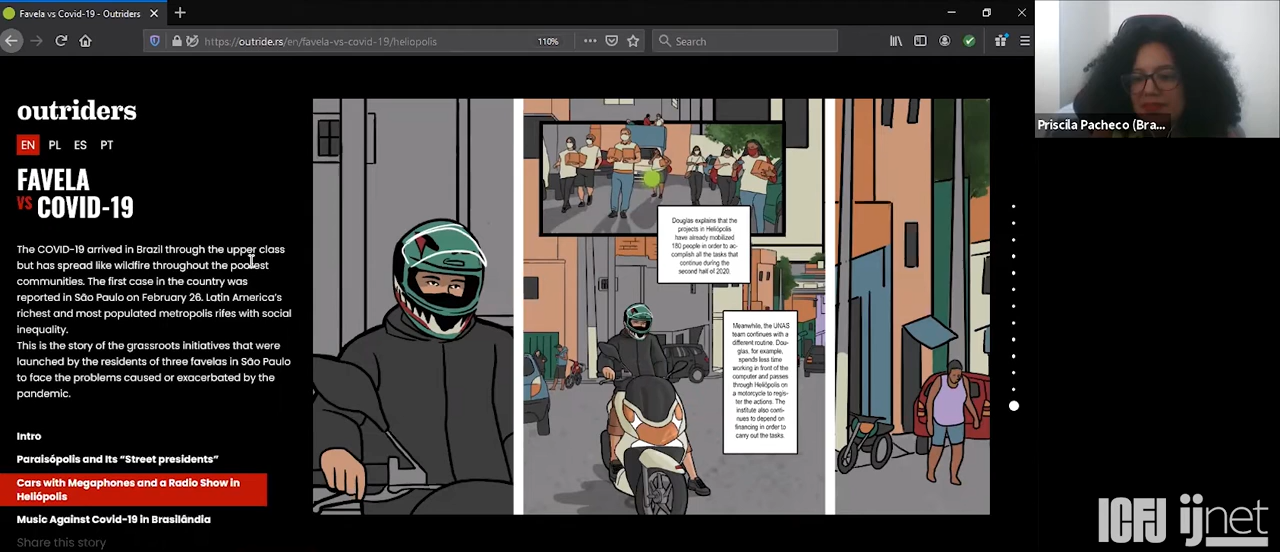 Favela vs Covid-19 - Outriders
https://outride.rs/en/favela-vs-covid-19/heliopolis
110%
Search
outriders
EN PL ES PT
FAVELA
VS COVID-19
The COVID-19 arrived in Brazil through the upper class
but has spread like wildfire throughout the poorest
communities. The first case in the country was
reported in São Paulo on February 26. Latin America's
richest and most populated metropolis rifes with social
inequality.
This is the story of the grassroots initiatives that were
launched by the residents of three favelas in São Paulo
to face the problems caused or exacerbated by the
pandemic.
Intro
Paraisópolis and Its “Street presidents”
Cars with Megaphones and a Radio Show in
Heliópolis
Music Against Covid-19 in Brasilândia
Share this story
Douglas explains that the
projects in Heliópolis
have already mobilized
180 people in order to ac-
complish all the tasks that
continue during the
second half of 2020.
Meanwhile, the UNAS
team continues with a
different routine. Dou-
glas, for example,
spends less time
working in front of the
computer and passes
through Heliópolis on
a motorcycle to regis-
ter the actions. The
institute also conti-
nues to depend on
financing in order to
carry out the tasks.
Priscila Pacheco (Bra...
ICFJ ijnet